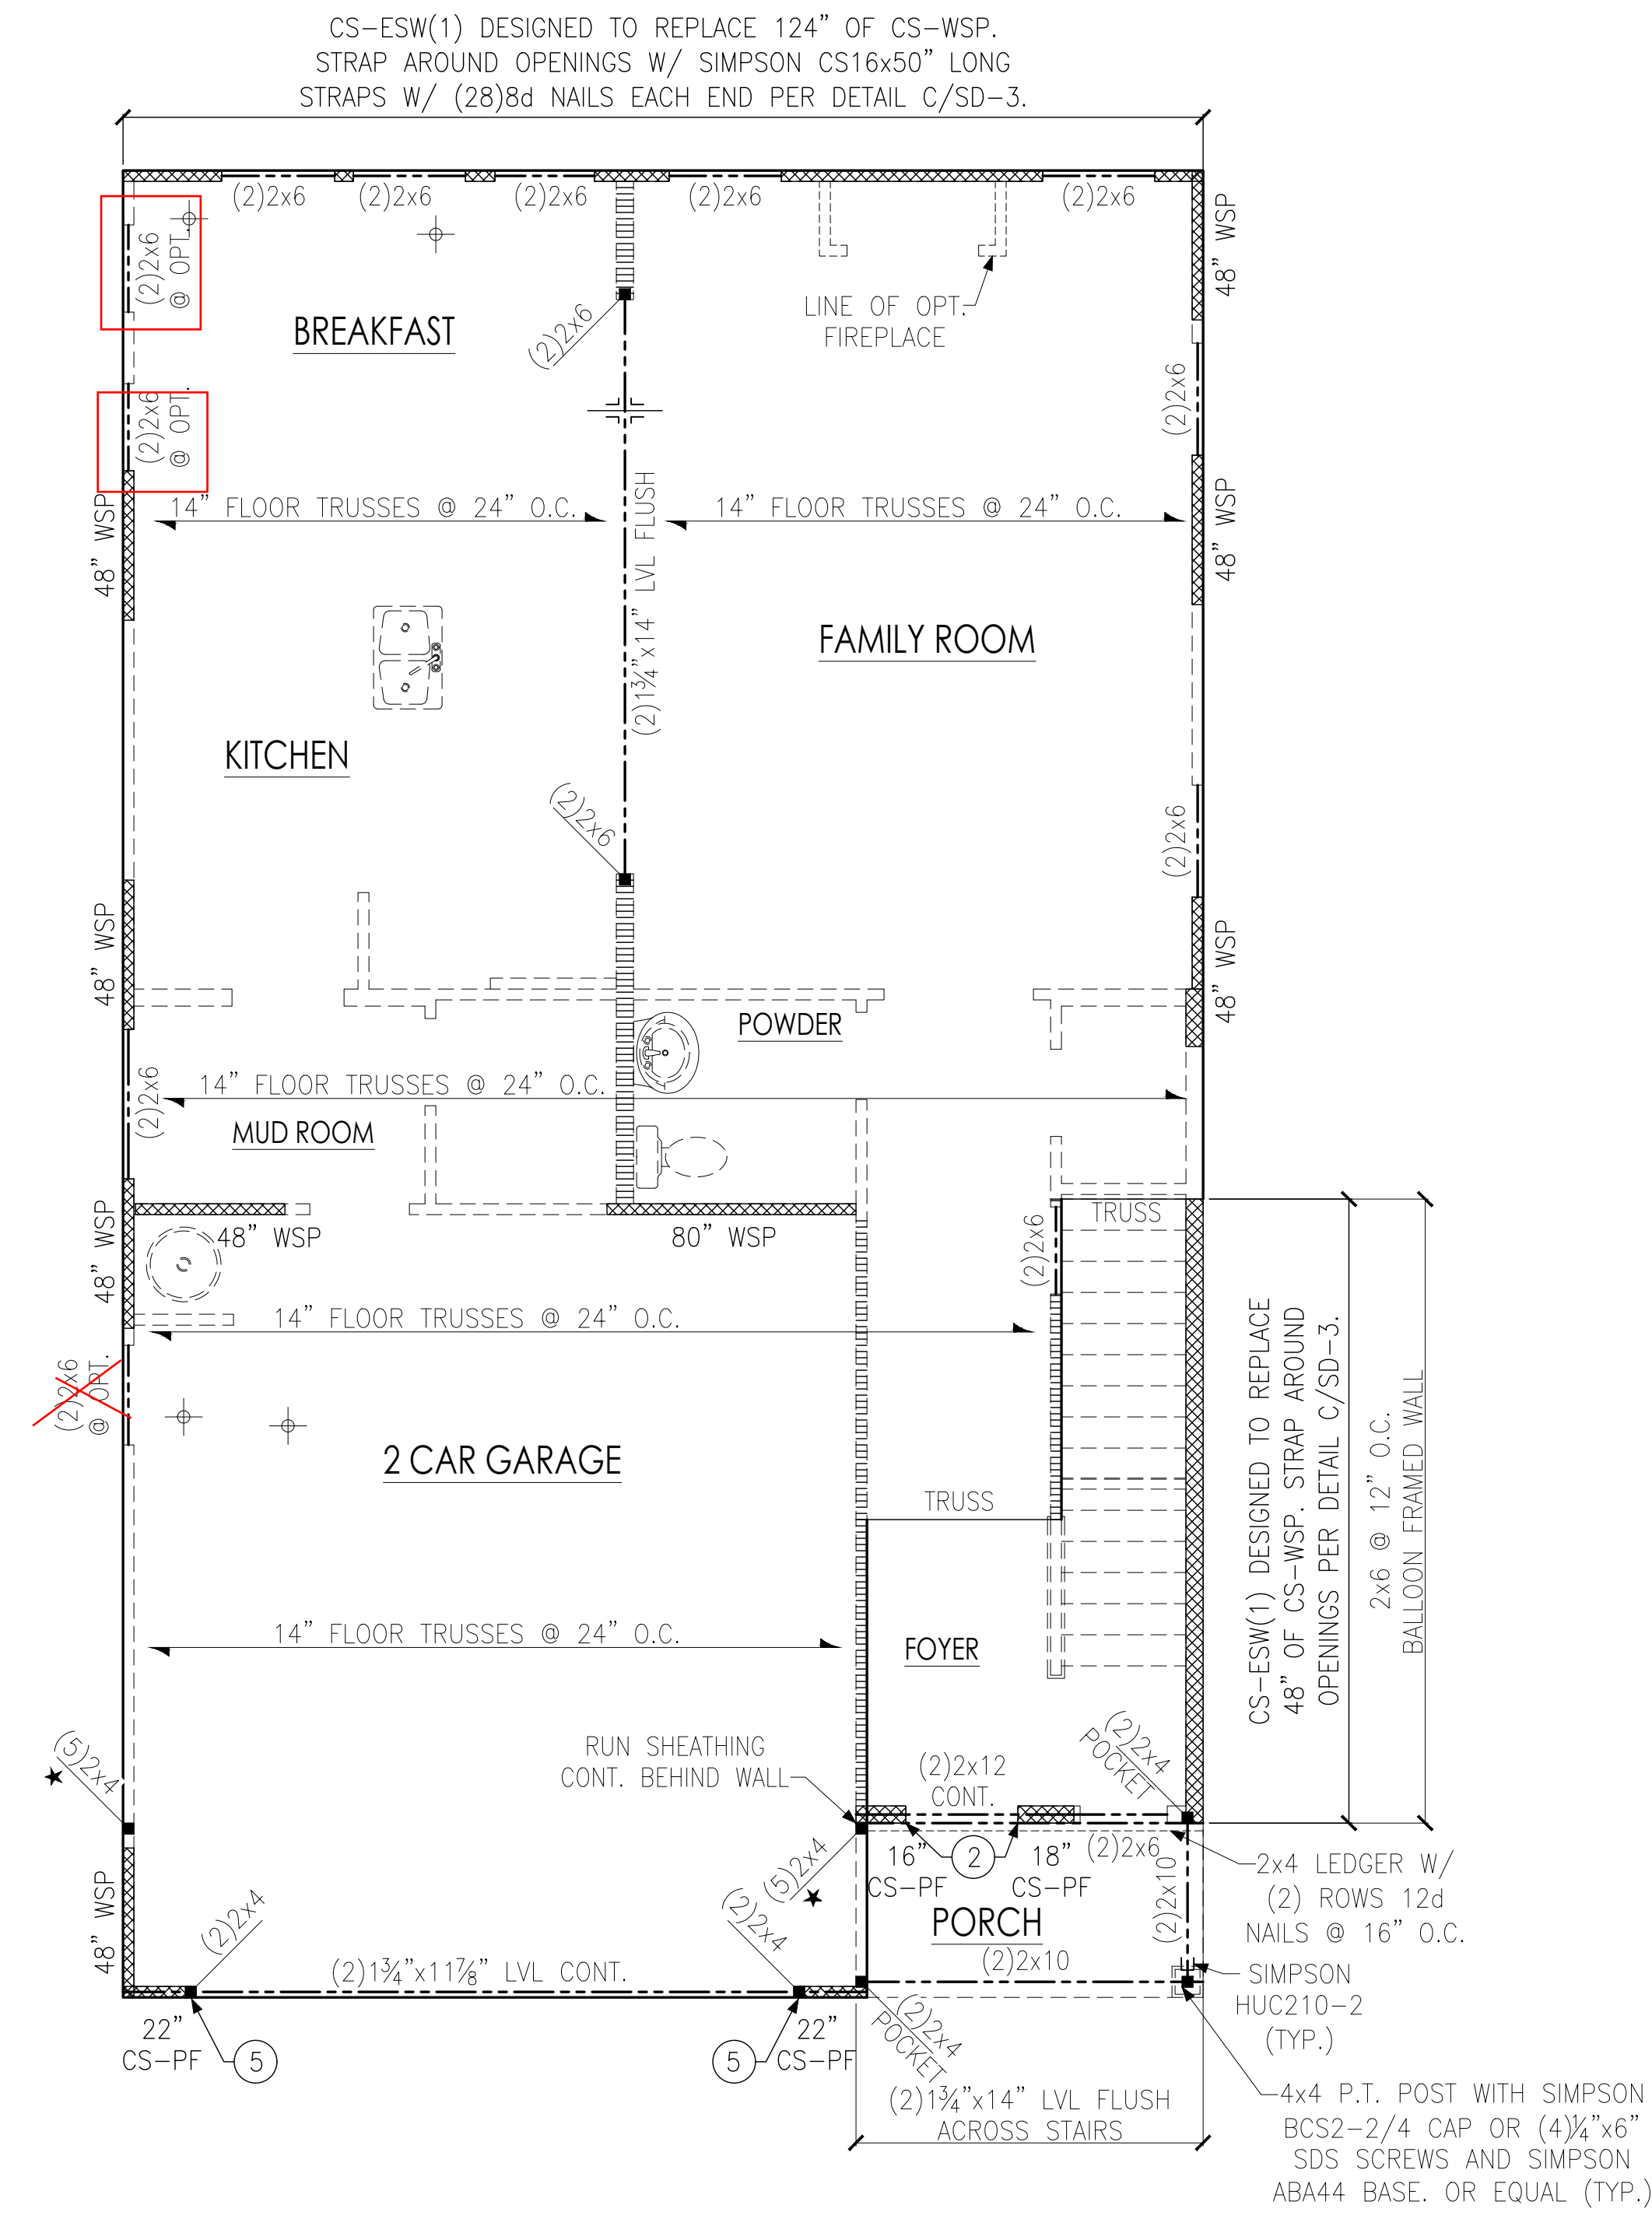 CS-ESW(1) DESIGNED TO REPLACE 124" OF CS-WSP.
STRAP AROUND OPENINGS W/ SIMPSON CS16x50" LONG
STRAPS W/ (28)8d NAILS EACH END PER DETAIL C/SD-3.
(2)2x6
(2)2x6
(2)2x6
(2)2x6
(2)2x6
48" WSP
(2)2x6
@ OPT.
BREAKFAST
(2)2x6
LINE OF OPT.
FIREPLACE
(2)2x6
@ OPT.
(2)2x6
48" WSP
14" FLOOR TRUSSES @ 24" O.C.
14" FLOOR TRUSSES @ 24" O.C.
48" WSP
(2)1¾"x14" LVL FLUSH
FAMILY ROOM
KITCHEN
(2)2x6
(2)2x6
48" WSP
48" WSP
POWDER
(2)2x6
14" FLOOR TRUSSES @ 24" O.C.
MUD ROOM
48" WSP
48" WSP
80" WSP
(2)2x6
TRUSS
14" FLOOR TRUSSES @ 24" O.C.
(2)2x6
@ OPT.
2 CAR GARAGE
TRUSS
CS-ESW(1) DESIGNED TO REPLACE
48" OF CS-WSP. STRAP AROUND
OPENINGS PER DETAIL C/SD-3.
2x6 @ 12" O.C.
BALLOON FRAMED WALL
14" FLOOR TRUSSES @ 24" O.C.
FOYER
(5)2x4
★
RUN SHEATHING
CONT. BEHIND WALL
(2)2x12
CONT.
(2)2x4
POCKET
16"
CS-PF
2
18"
CS-PF
(2)2x6
(2)2x10
2x4 LEDGER W/
(2) ROWS 12d
NAILS @ 16" O.C.
48" WSP
(2)2x4
(2)2x4
(5)2x4
★
PORCH
(2)2x10
(2)1¾"x11⅞" LVL CONT.
SIMPSON
HUC210-2
(TYP.)
22"
CS-PF
5
5
22"
CS-PF
(2)2x4
POCKET
(2)1¾"x14" LVL FLUSH
ACROSS STAIRS
4x4 P.T. POST WITH SIMPSON
BCS2-2/4 CAP OR (4)¼"x6"
SDS SCREWS AND SIMPSON
ABA44 BASE. OR EQUAL (TYP.)